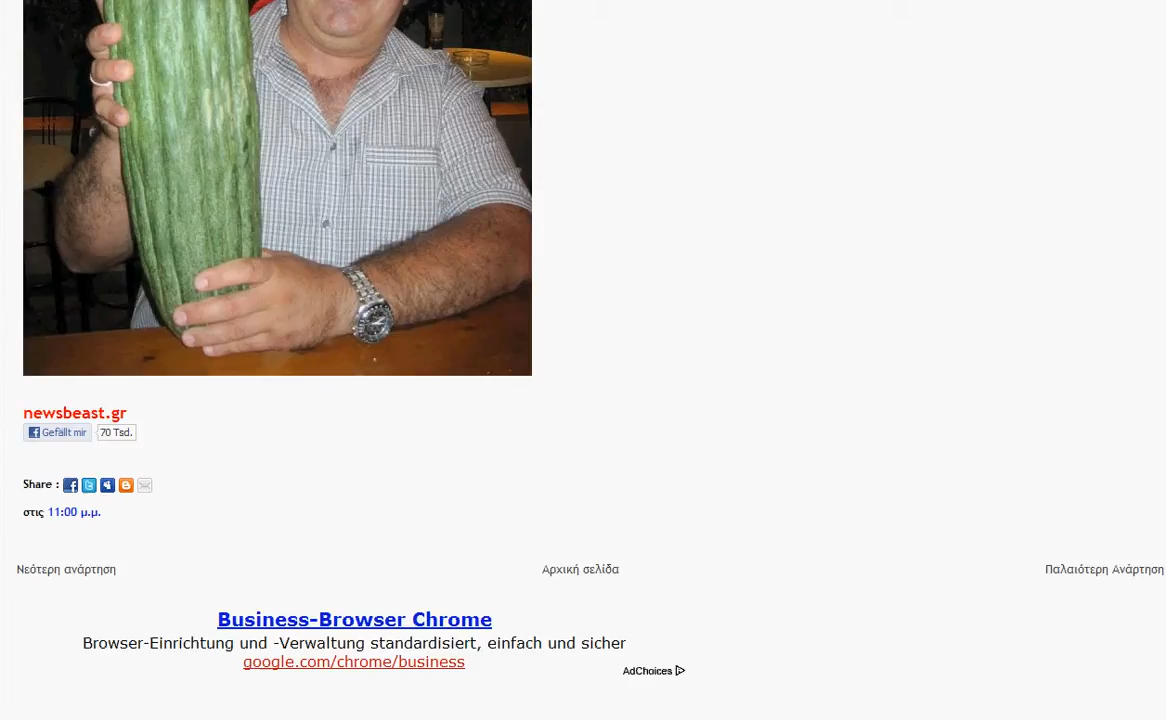 newsbeast.gr
Gefällt mir 70 Tsd.
Share :
στις 11:00 μ.μ.
Νεότερη ανάρτηση Αρχική σελίδα Παλαιότερη Ανάρτηση
Business-Browser Chrome
Browser-Einrichtung und -Verwaltung standardisiert, einfach und sicher
google.com/chrome/business
AdChoices